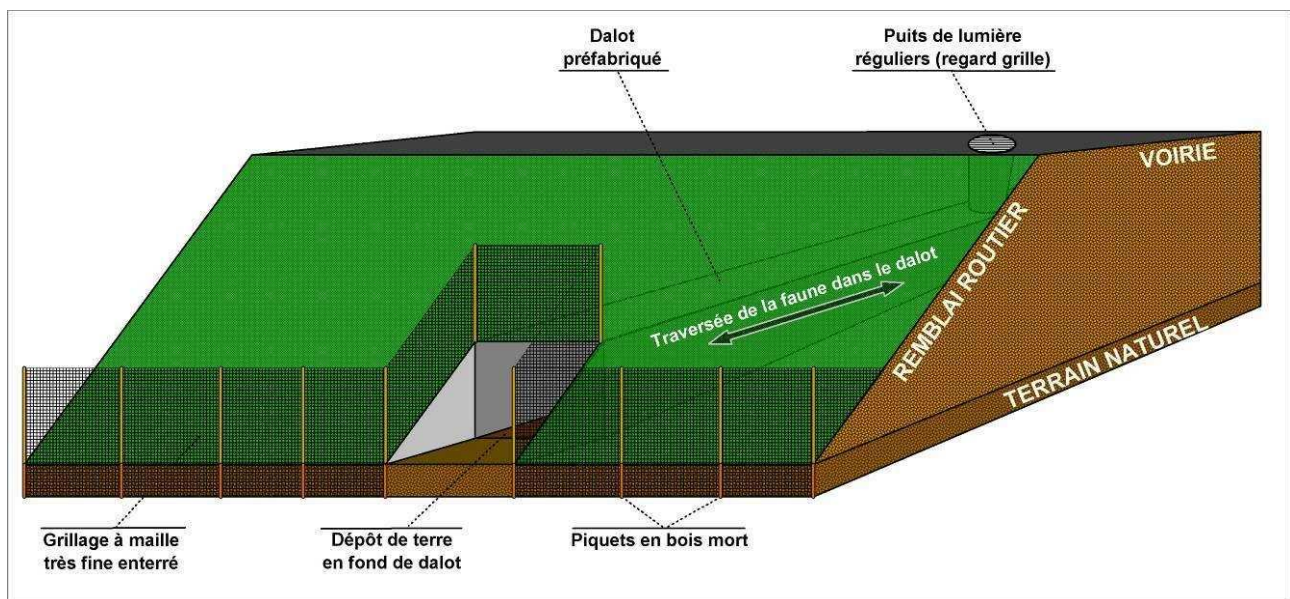 Dalot
préfabriqué
Puits de lumière
réguliers (regard grille)
VOIRIE
Traversée de la faune dans le dalot
REMBLAI ROUTIER
TERRAIN NATUREL
Grillage à maille
très fine enterré
Dépôt de terre
en fond de dalot
Piquets en bois mort